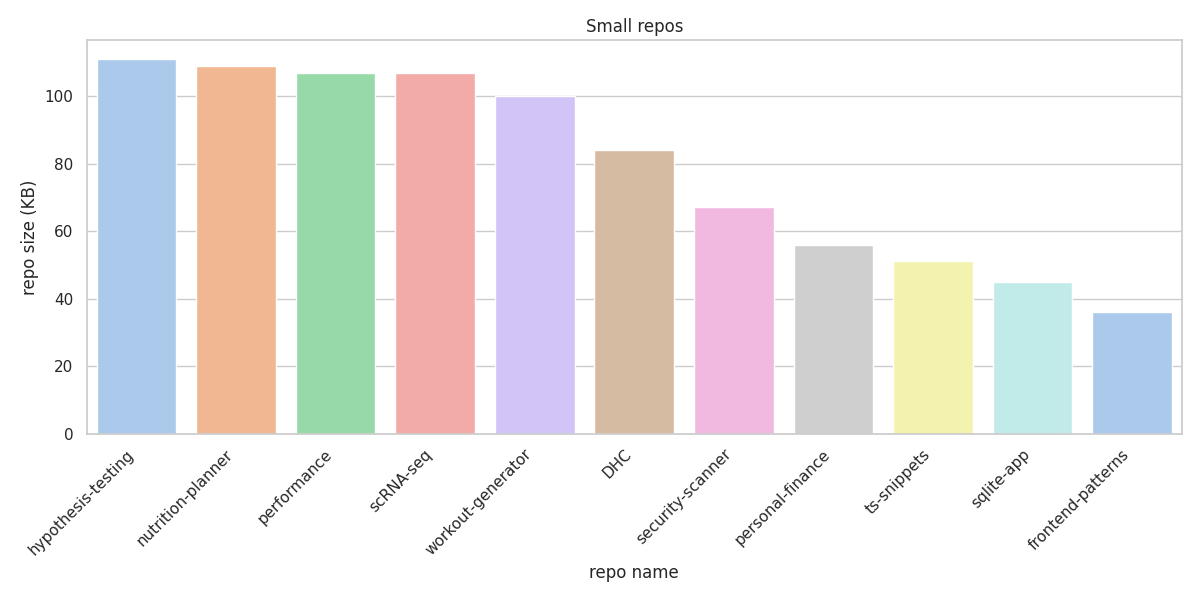 Small repos
repo size (KB)
100
80
60
40
20
0
hypothesis-testing
nutrition-planner
performance
scRNA-seq
workout-generator
DHC
security-scanner
personal-finance
ts-snippets
sqlite-app
frontend-patterns
repo name